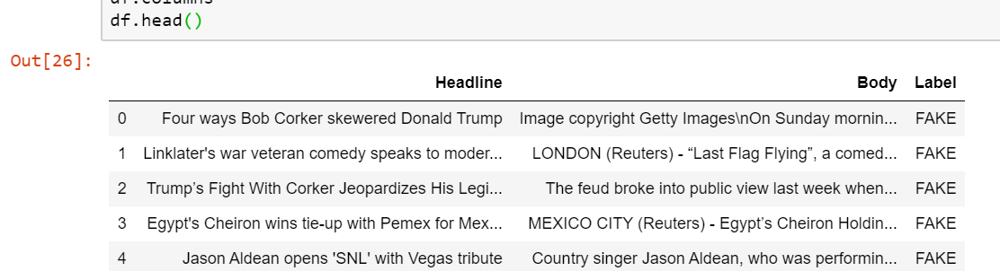 df.columns
df.head()
Out[26]:
Headline Body Label
0 Four ways Bob Corker skewered Donald Trump Image copyright Getty Images\nOn Sunday mornin... FAKE
1 Linklater's war veteran comedy speaks to moder... LONDON (Reuters) - “Last Flag Flying”, a comed... FAKE
2 Trump’s Fight With Corker Jeopardizes His Legi... The feud broke into public view last week when... FAKE
3 Egypt's Cheiron wins tie-up with Pemex for Mex... MEXICO CITY (Reuters) - Egypt’s Cheiron Holdin... FAKE
4 Jason Aldean opens 'SNL' with Vegas tribute Country singer Jason Aldean, who was performin... FAKE